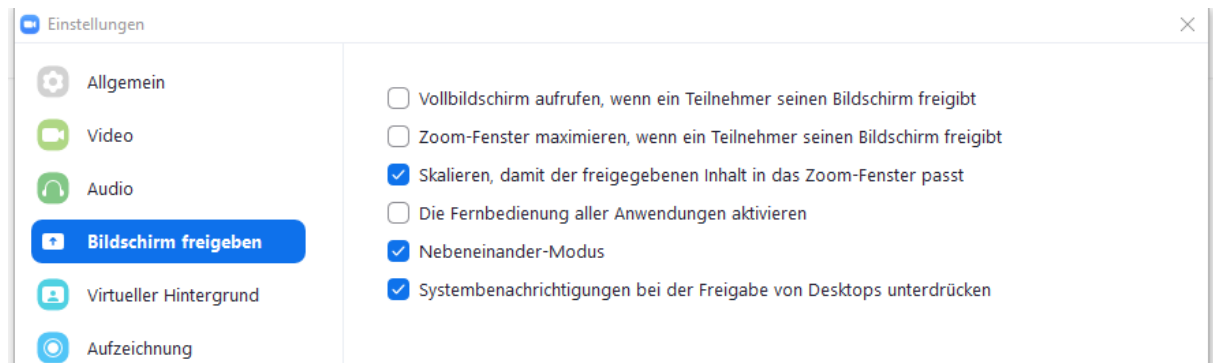 Einstellungen
Allgemein
Video
Audio
Bildschirm freigeben
Virtueller Hintergrund
Aufzeichnung
Vollbildschirm aufrufen, wenn ein Teilnehmer seinen Bildschirm freigibt
Zoom-Fenster maximieren, wenn ein Teilnehmer seinen Bildschirm freigibt
Skalieren, damit der freigegebenen Inhalt in das Zoom-Fenster passt
Die Fernbedienung aller Anwendungen aktivieren
Nebeneinander-Modus
Systembenachrichtigungen bei der Freigabe von Desktops unterdrücken